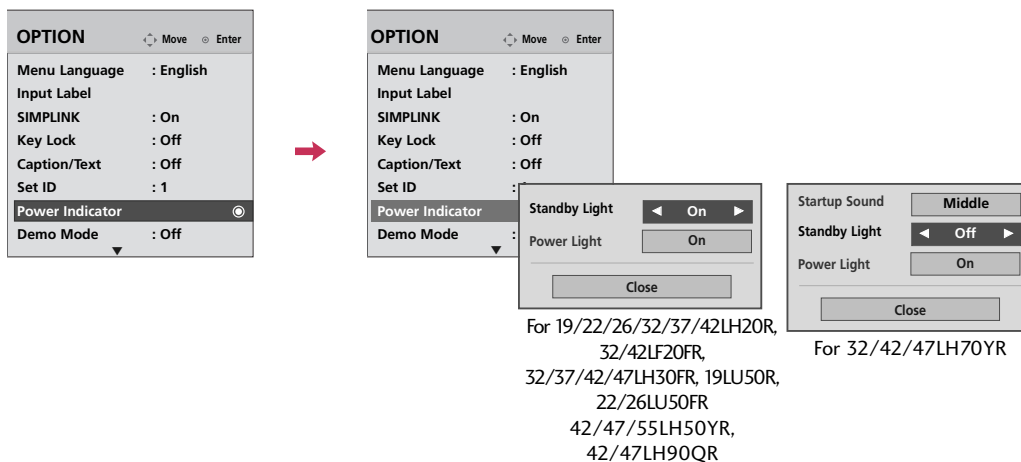 OPTION Move Enter
Menu Language : English
Input Label
SIMPLINK : On
Key Lock : Off
Caption/Text : Off
Set ID : 1
Power Indicator
Demo Mode : Off
OPTION Move Enter
Menu Language : English
Input Label
SIMPLINK : On
Key Lock : Off
Caption/Text : Off
Set ID :
Power Indicator
Demo Mode :
Standby Light ◀ On ▶
Power Light On
Close
For 19/22/26/32/37/42LH20R,
32/42LF20FR,
32/37/42/47LH30FR, 19LU50R,
22/26LU50FR
42/47/55LH50YR,
42/47LH90QR
Startup Sound Middle
Standby Light ◀ Off ▶
Power Light On
Close
For 32/42/47LH70YR